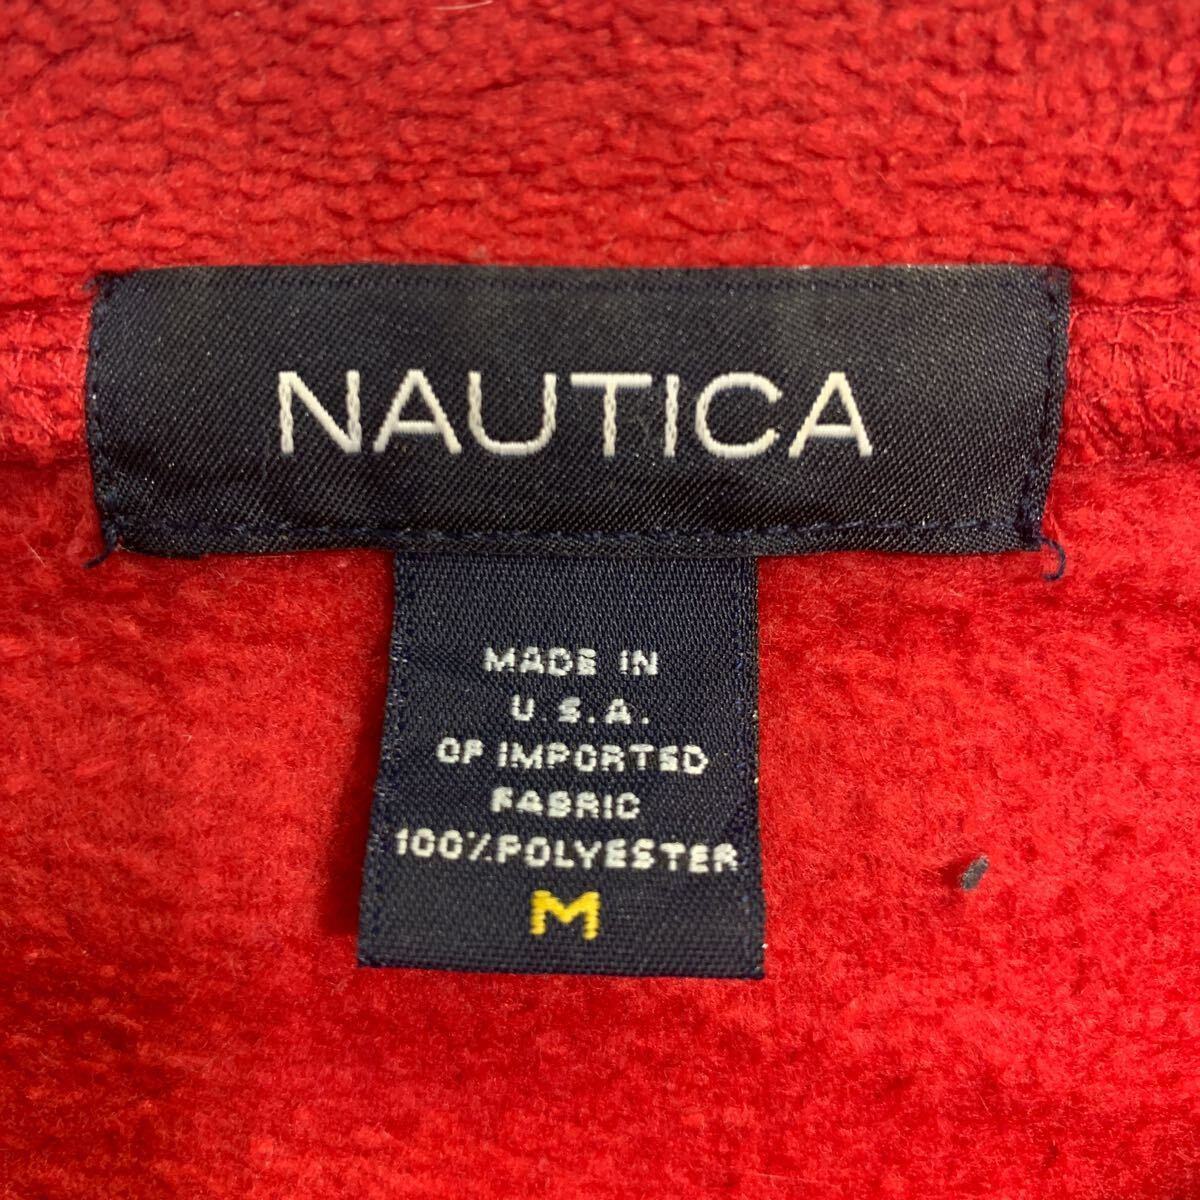 NAUTICA
MADE IN
U.S.A.
OF IMPORTED
FABRIC
100%POLYESTER
M